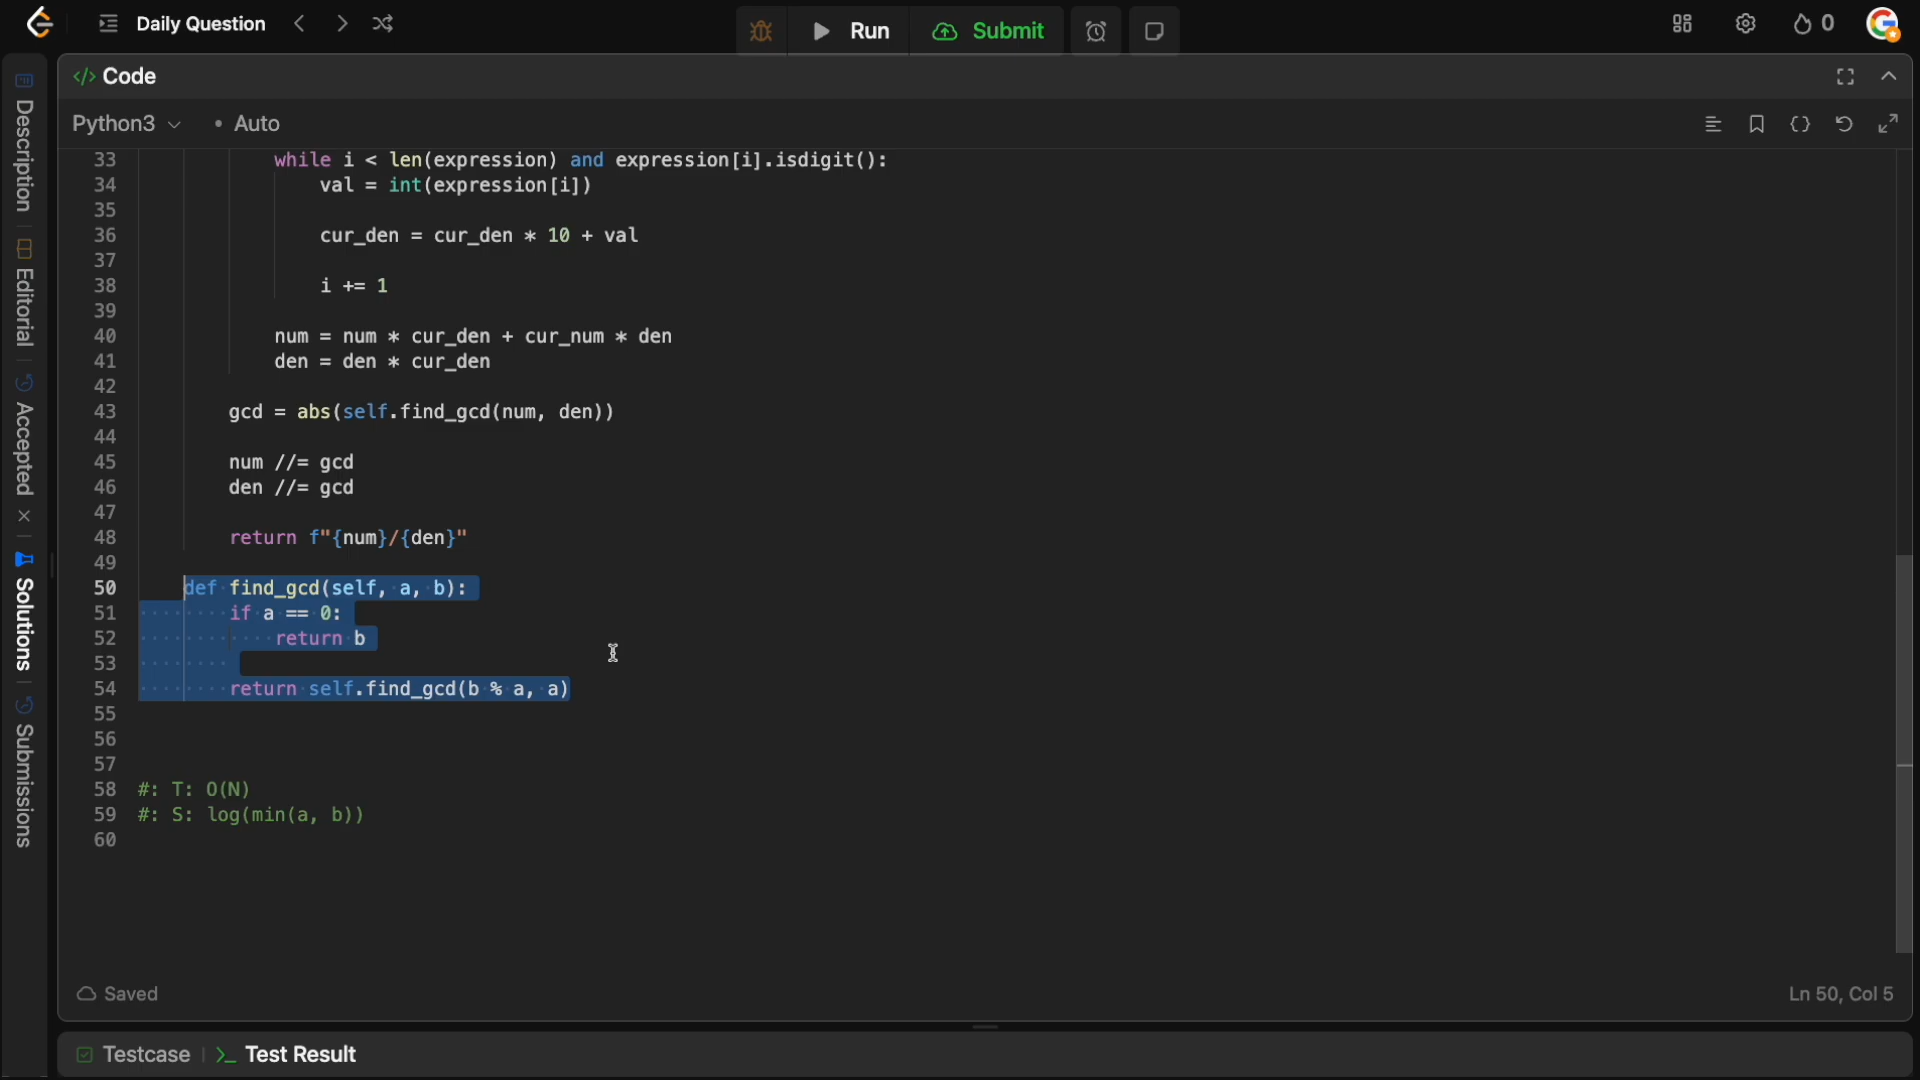 Daily Question
Run
Submit
0
Code
Python3
Auto
Description
Editorial
Accepted
Solutions
Submissions
33 while i < len(expression) and expression[i].isdigit():
34 val = int(expression[i])
35
36 cur_den = cur_den * 10 + val
37
38 i += 1
39
40 num = num * cur_den + cur_num * den
41 den = den * cur_den
42
43 gcd = abs(self.find_gcd(num, den))
44
45 num //= gcd
46 den //= gcd
47
48 return f"{num}/{den}"
49
50 def find_gcd(self, a, b):
51 if a == 0:
52 return b
53
54 return self.find_gcd(b % a, a)
55
56
57
58 #: T: O(N)
59 #: S: log(min(a, b))
60
Saved
Ln 50, Col 5
Testcase
Test Result